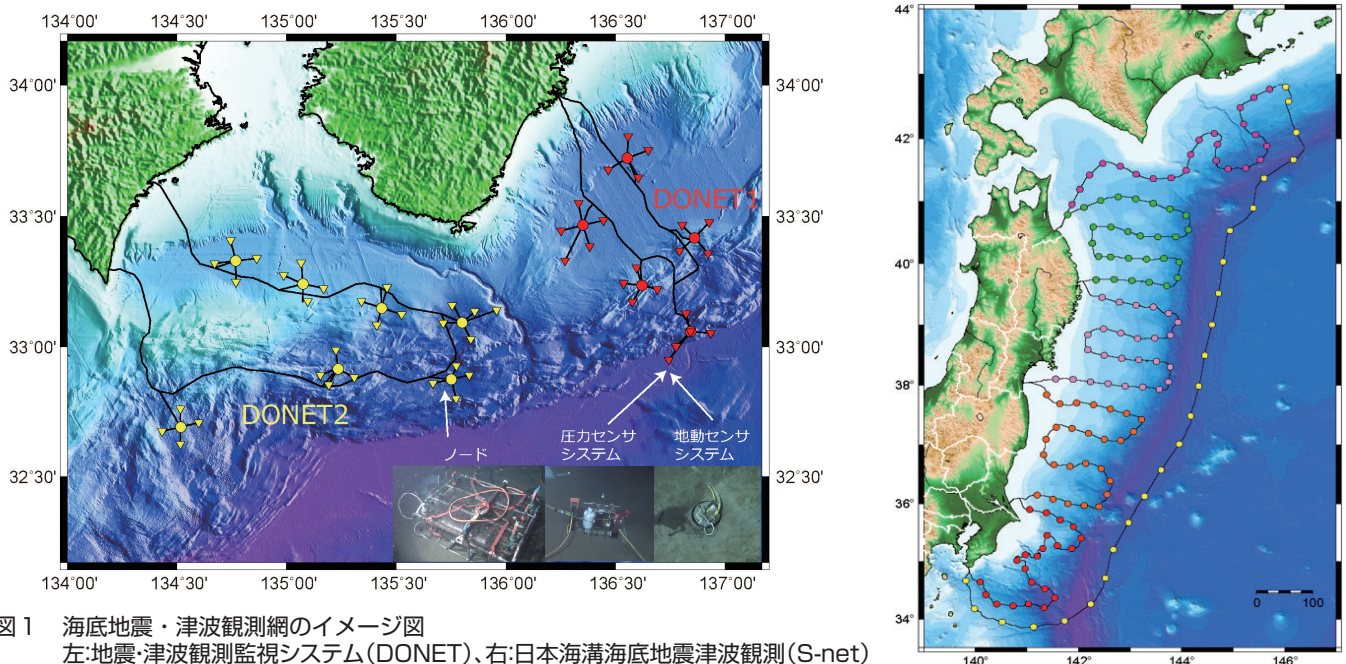 134˚00' 134˚30' 135˚00' 135˚30' 136˚00' 136˚30' 137˚00'
34˚00' 34˚00'
33˚30' 33˚30'
33˚00' 33˚00'
32˚30' 32˚30'
DONET1
DONET2
ノード
圧力センサ
システム
地動センサ
システム
134˚00' 134˚30' 135˚00' 135˚30' 136˚00' 136˚30' 137˚00'
44˚
42˚
40˚
38˚
36˚
34˚
0 100
140˚ 142˚ 144˚ 146˚
図1 海底地震・津波観測網のイメージ図
左:地震・津波観測監視システム(DONET)、右:日本海溝海底地震津波観測(S-net)